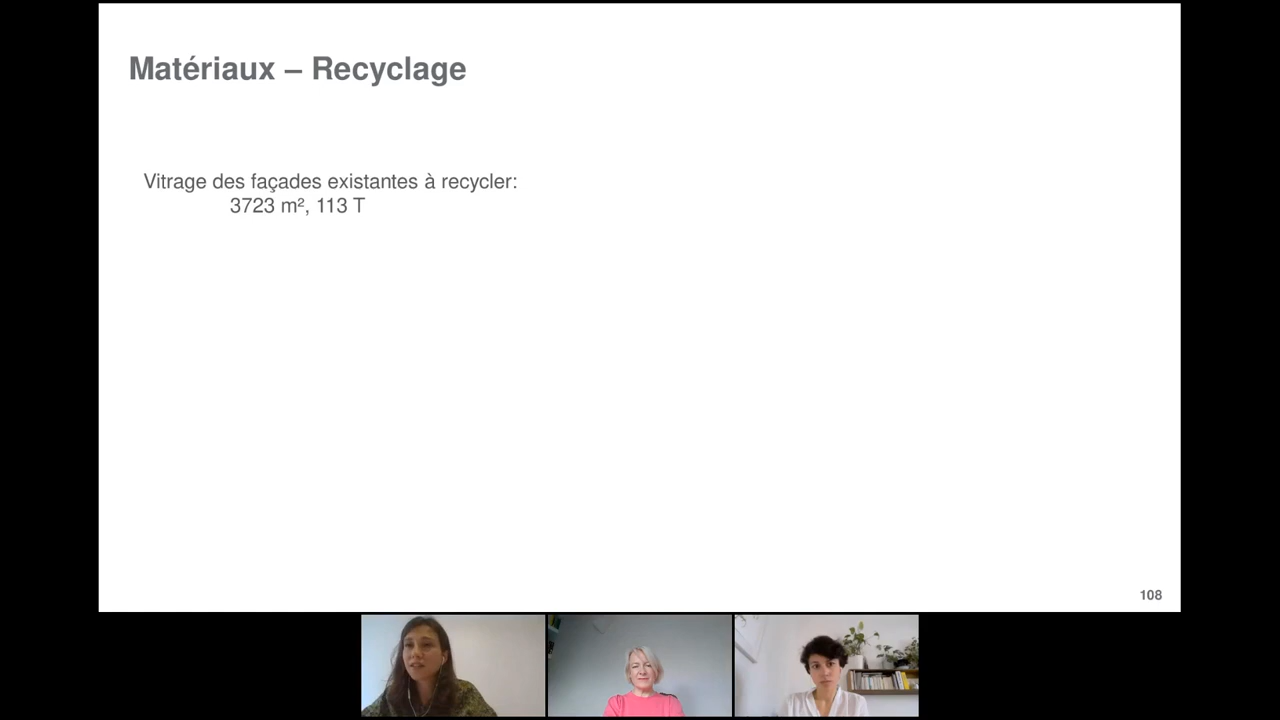 Matériaux – Recyclage
Vitrage des façades existantes à recycler:
3723 m², 113 T
108